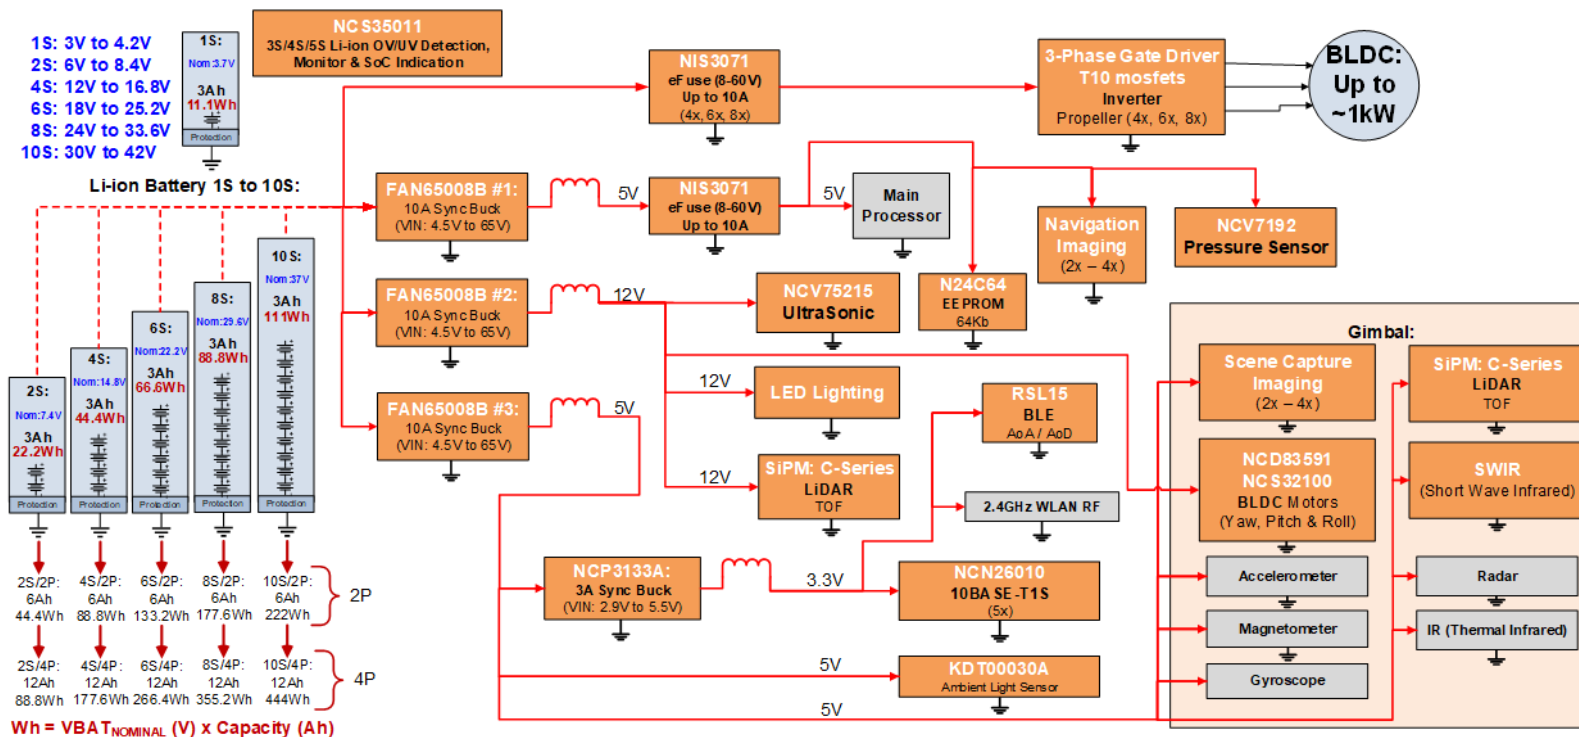 1S: 3V to 4.2V
2S: 6V to 8.4V
4S: 12V to 16.8V
6S: 18V to 25.2V
8S: 24V to 33.6V
10S: 30V to 42V
1S:
Nom:3.7V
3Ah
11.1Wh
Protection
NCS35011
3S/4S/5S Li-ion OV/UV Detection,
Monitor & SoC Indication
NIS3071
eFuse (8-60V)
Up to 10A
(4x, 6x, 8x)
3-Phase Gate Driver
T10 mosfets
Inverter
Propeller (4x, 6x, 8x)
BLDC:
Up to
~1kW
Li-ion Battery 1S to 10S:
2S:
Nom:7.4V
3Ah
22.2Wh
Protection
4S:
Nom:14.8V
3Ah
44.4Wh
Protection
6S:
Nom:22.2V
3Ah
66.6Wh
Protection
8S:
Nom:29.6V
3Ah
88.8Wh
Protection
10S:
Nom:37V
3Ah
111Wh
Protection
2S/2P:
6Ah
44.4Wh
4S/2P:
6Ah
88.8Wh
6S/2P:
6Ah
133.2Wh
8S/2P:
6Ah
177.6Wh
10S/2P:
6Ah
222Wh
2P
2S/4P:
12Ah
88.8Wh
4S/4P:
12Ah
177.6Wh
6S/4P:
12Ah
266.4Wh
8S/4P:
12Ah
355.2Wh
10S/4P:
12Ah
444Wh
4P
Wh = VBATNOMINAL (V) x Capacity (Ah)
FAN65008B #1:
10A Sync Buck
(VIN: 4.5V to 65V)
5V
NIS3071
eFuse (8-60V)
Up to 10A
5V
Main
Processor
Navigation
Imaging
(2x – 4x)
NCV7192
Pressure Sensor
N24C64
EEPROM
64Kb
FAN65008B #2:
10A Sync Buck
(VIN: 4.5V to 65V)
12V
NCV75215
UltraSonic
12V
LED Lighting
12V
SiPM: C-Series
LiDAR
TOF
FAN65008B #3:
10A Sync Buck
(VIN: 4.5V to 65V)
5V
RSL15
BLE
AoA / AoD
2.4GHz WLAN RF
NCP3133A:
3A Sync Buck
(VIN: 2.9V to 5.5V)
3.3V
NCN26010
10BASE-T1S
(5x)
5V
KDT00030A
Ambient Light Sensor
5V
Gimbal:
Scene Capture
Imaging
(2x – 4x)
SiPM: C-Series
LiDAR
TOF
NCD83591
NCS32100
BLDC Motors
(Yaw, Pitch & Roll)
SWIR
(Short Wave Infrared)
Accelerometer
Radar
Magnetometer
IR (Thermal Infrared)
Gyroscope